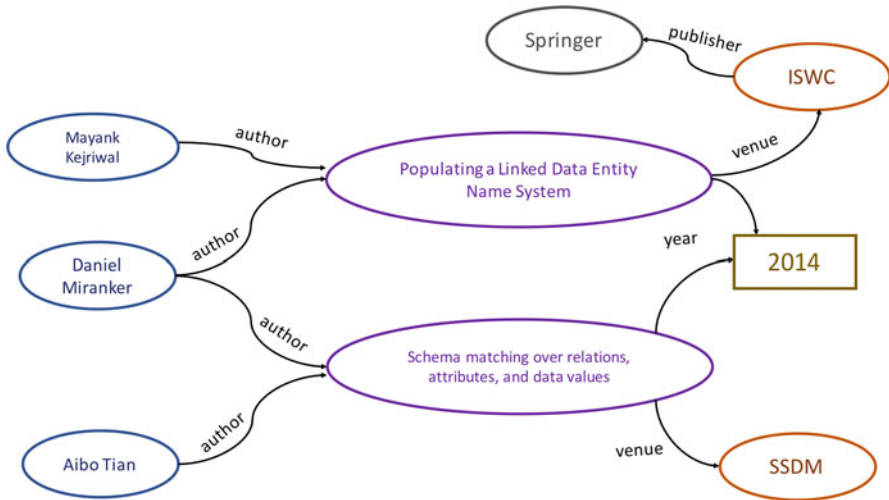 Springer
publisher
ISWC
Mayank
Kejriwal
author
Populating a Linked Data Entity
Name System
venue
author
year
2014
Daniel
Miranker
author
Schema matching over relations,
attributes, and data values
author
Aibo Tian
venue
SSDM